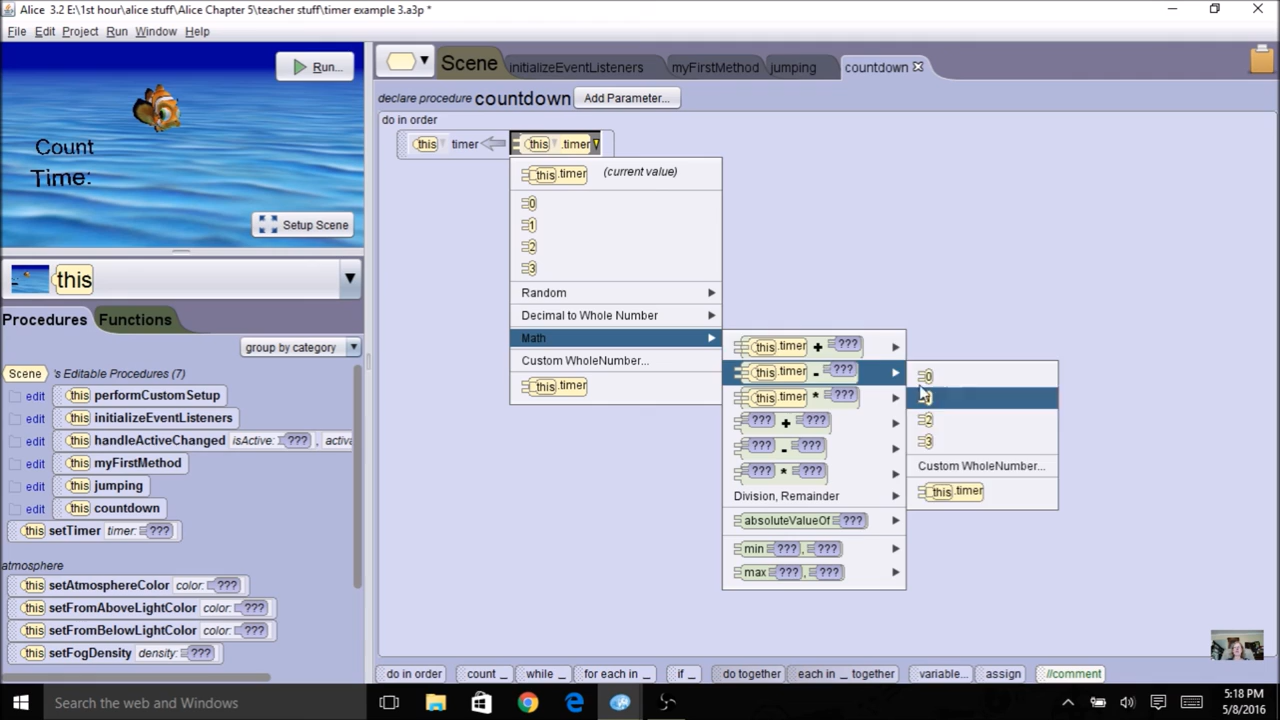 Alice 3.2 E:\1st hour\alice stuff\Alice Chapter 5\teacher stuff\timer example 3.a3p *
File Edit Project Run Window Help
Run...
Count
Time:
Setup Scene
this
Procedures Functions
group by category
Scene 's Editable Procedures (7)
edit performCustomSetup
edit initializeEventListeners
edit handleActiveChanged isActive: ??? , activa
edit this myFirstMethod
edit this jumping
edit this countdown
this setTimer timer: ???
atmosphere
this setAtmosphereColor color: ???
this setFromAboveLightColor color: ???
this setFromBelowLightColor color: ???
this setFogDensity density: ???
Scene initializeEventListeners myFirstMethod jumping countdown
declare procedure countdown Add Parameter...
do in order
this timer this .timer
this .timer (current value)
0
1
2
3
Random
Decimal to Whole Number
Math
Custom WholeNumber...
this .timer
this .timer + ???
this .timer - ???
this .timer * ???
??? + ???
??? - ???
??? * ???
Division, Remainder
absoluteValueOf ???
min ??? , ???
max ??? , ???
0
1
2
3
Custom WholeNumber...
this .timer
do in order count _ while _ for each in _ if _ do together each in _ together variable... assign //comment
Search the web and Windows
5:18 PM
5/8/2016